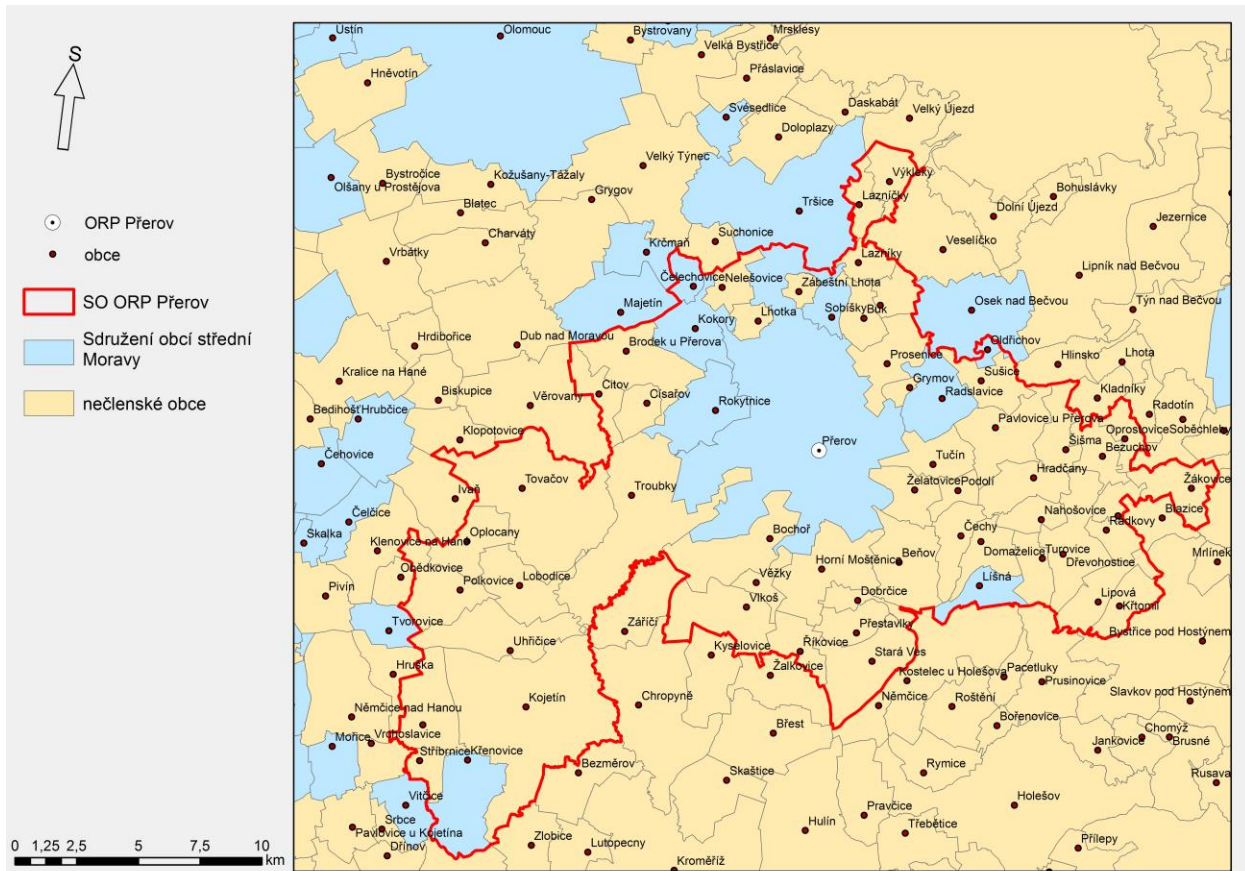 S
ORP Přerov
obce
SO ORP Přerov
Sdružení obcí střední
Moravy
nečlenské obce
0 1,25 2,5 5 7,5 10
km
Ústín
Olomouc
Bystrovany
Mrsklesy
Velká Bystřice
Hněvotín
Přáslavice
Svésedlice
Daskabát
Velký Újezd
Doloplazy
Velký Týnec
Bystročice
Kožušany-Tážaly
Olšany u Prostějova
Výkleky
Grygov
Lazníčky
Bohuslávky
Blatec
Tršice
Dolní Újezd
Jezernice
Charváty
Krčmaň
Suchonice
Veselíčko
Vrbátky
Lazníky
Lipník nad Bečvou
Čelechovice
Nelešovice
Zábeštní Lhota
Majetín
Osek nad Bečvou
Týn nad Bečvou
Kokory
Lhotka
Sobíšky
Buk
Hrdibořice
Dub nad Moravou
Brodek u Přerova
Oldřichov
Prosenice
Hlinsko
Lhota
Kralice na Hané
Grymov
Sušice
Biskupice
Citov
Císařov
Radslavice
Kladníky
Věrovany
Rokytnice
Bedihošť
Hrubčice
Pavlovice u Přerova
Radotín
Klopotovice
Přerov
Šišma
Oprostovice
Soběchleby
Bezuchov
Čehovice
Tučín
Hradčany
Ivaň
Tovačov
Troubky
Želatovice
Podolí
Žákovice
Čelčice
Nahošovice
Radkovy
Blazice
Skalka
Klenovice na Hané
Oplocany
Bochoř
Čechy
Domaželice
Turovice
Horní Moštěnice
Beňov
Dřevohostice
Mrlínek
Obědkovice
Polkovice
Lobodice
Věžky
Líšná
Pivín
Vlkoš
Dobrčice
Lipová
Křtomil
Tvorovice
Záříčí
Přestavlky
Bystřice pod Hostýnem
Uhřičice
Kyselovice
Říkovice
Stará Ves
Hruška
Žalkovice
Kostelec u Holešova
Pacetluky
Prusinovice
Kojetín
Chropyně
Němčice
Roštění
Slavkov pod Hostýnem
Němčice nad Hanou
Břest
Bořenovice
Chomýž
Mořice
Vrchoslavice
Jankovice
Brusné
Stříbrnice
Křenovice
Bezměrov
Skaštice
Rymice
Rusava
Vitčice
Holešov
Srbce
Pavlovice u Kojetína
Hulín
Pravčice
Třebětice
Dřínov
Zlobice
Lutopecny
Přílepy
Kroměříž